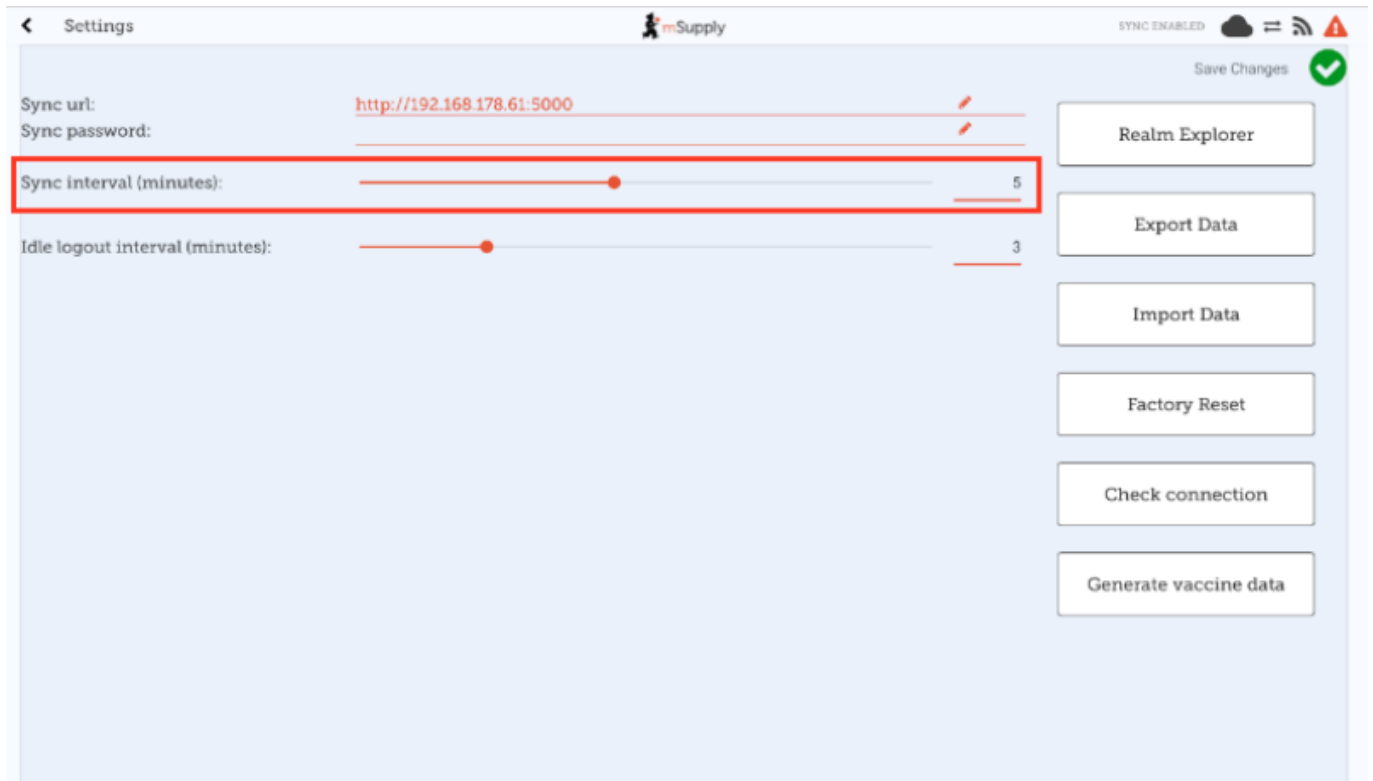 Settings
mSupply
SYNC ENABLED
Save Changes
Sync url: http://192.168.178.61:5000
Sync password:
Sync interval (minutes): 5
Idle logout interval (minutes): 3
Realm Explorer
Export Data
Import Data
Factory Reset
Check connection
Generate vaccine data